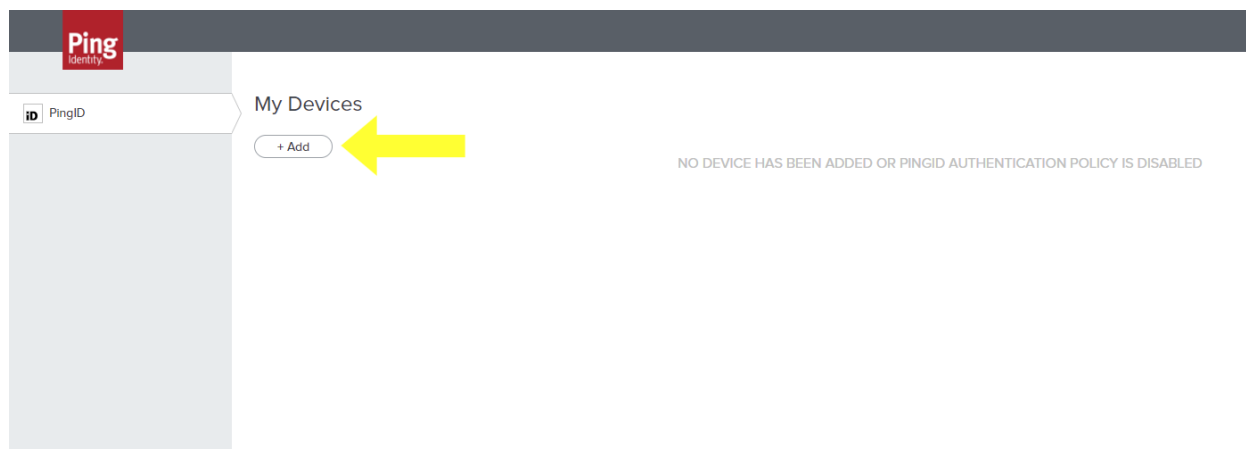 Ping
Identity.
iD PingID
My Devices
+ Add
NO DEVICE HAS BEEN ADDED OR PINGID AUTHENTICATION POLICY IS DISABLED